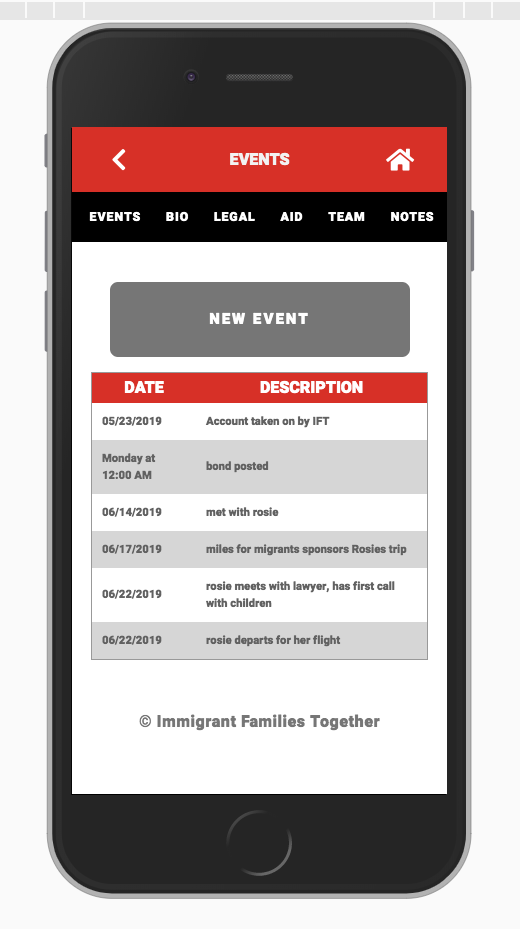 EVENTS
EVENTS BIO LEGAL AID TEAM NOTES
NEW EVENT
DATE DESCRIPTION
05/23/2019 Account taken on by IFT
Monday at
12:00 AM
bond posted
06/14/2019 met with rosie
06/17/2019 miles for migrants sponsors Rosies trip
06/22/2019
rosie meets with lawyer, has first call
with children
06/22/2019 rosie departs for her flight
© Immigrant Families Together